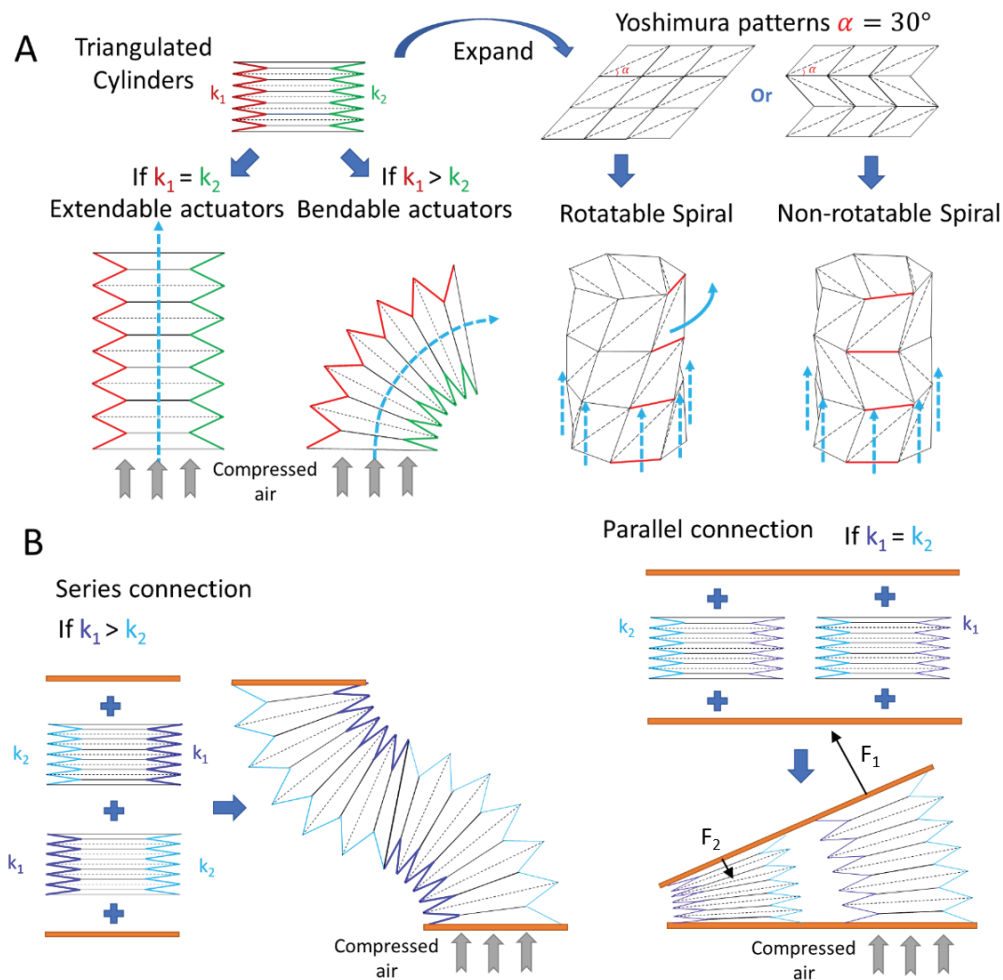 A
Triangulated
Cylinders
k1
k2
Expand
Yoshimura patterns α = 30°
α
Or
α
If k1 = k2
Extendable actuators
If k1 > k2
Bendable actuators
Rotatable Spiral
Non-rotatable Spiral
Compressed
air
B
Series connection
If k1 > k2
k2
k1
k1
k2
Compressed
air
Parallel connection
If k1 = k2
k2
k1
F1
F2
Compressed
air